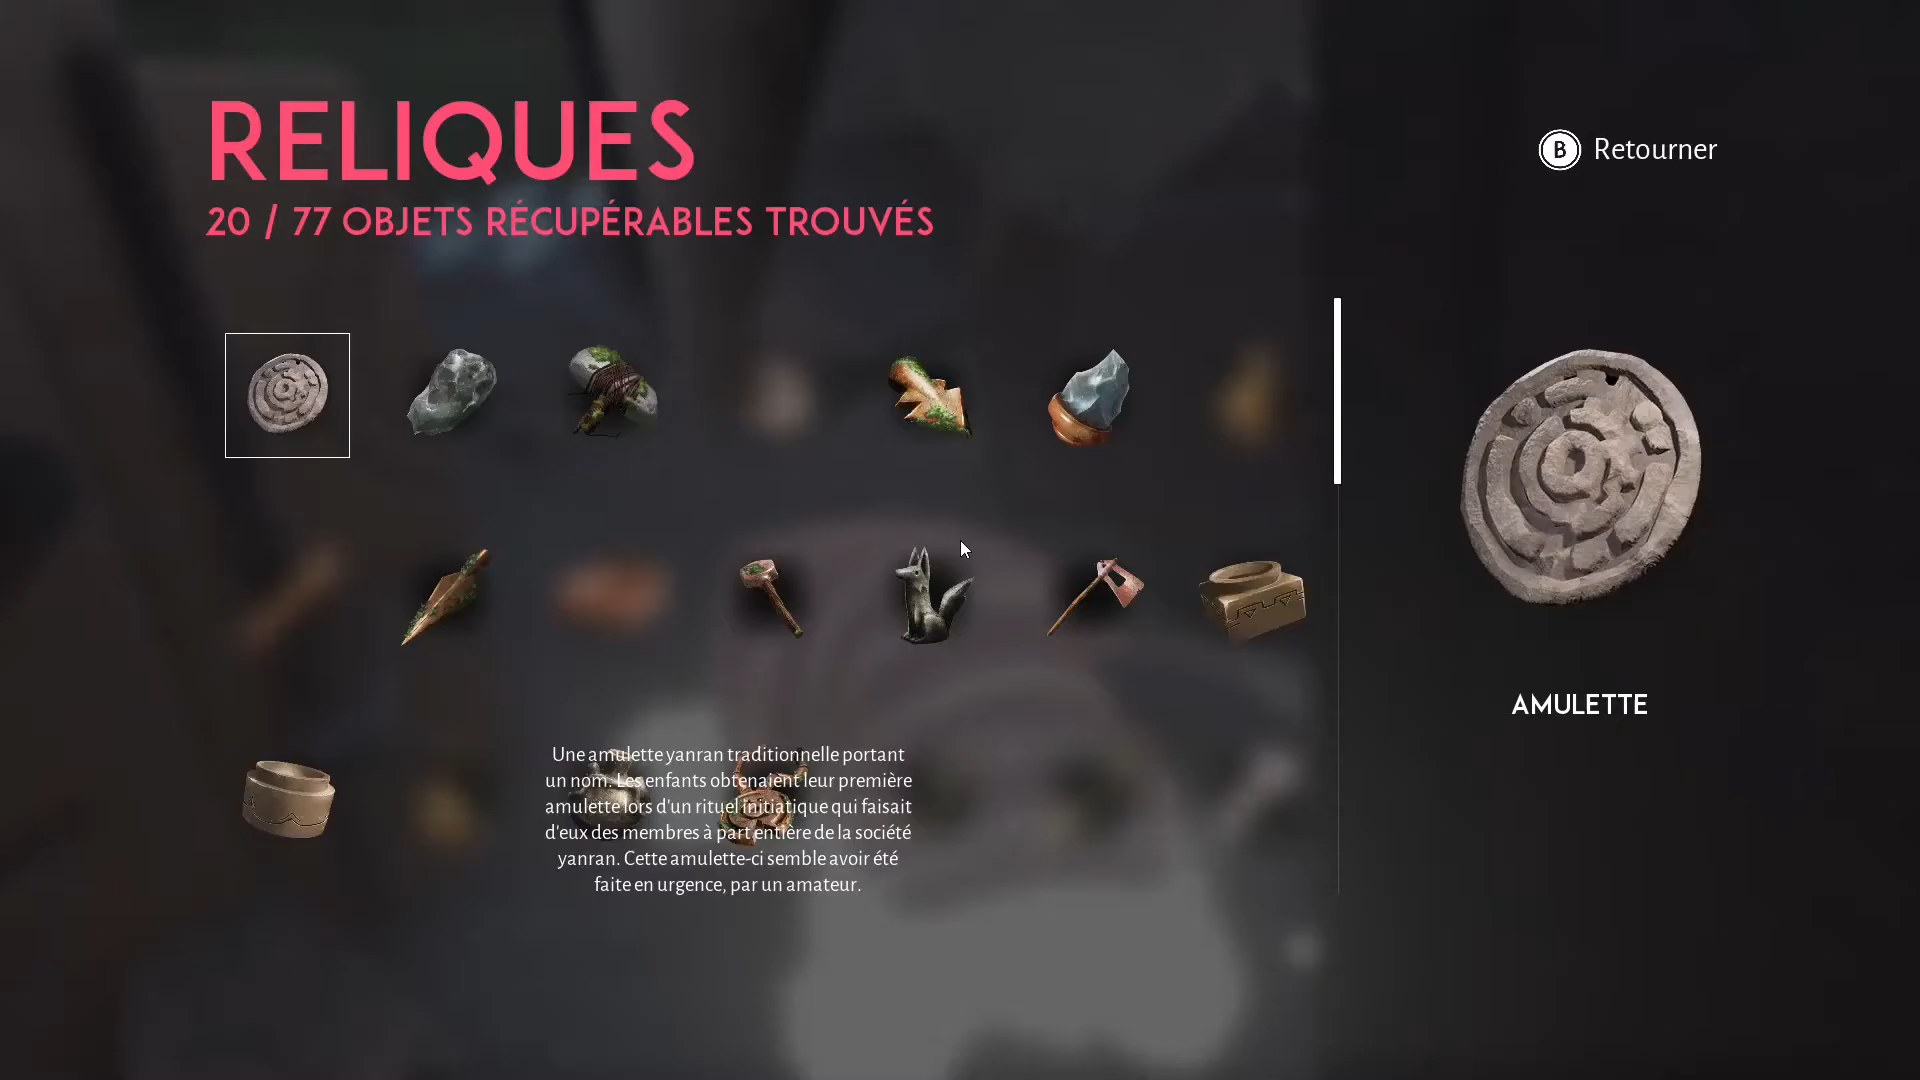 RELIQUES
20 / 77 OBJETS RÉCUPÉRABLES TROUVÉS
B Retourner
AMULETTE
Une amulette yanran traditionnelle portant
un nom. Les enfants obtenaient leur première
amulette lors d'un rituel initiatique qui faisait
d'eux des membres à part entière de la société
yanran. Cette amulette-ci semble avoir été
faite en urgence, par un amateur.